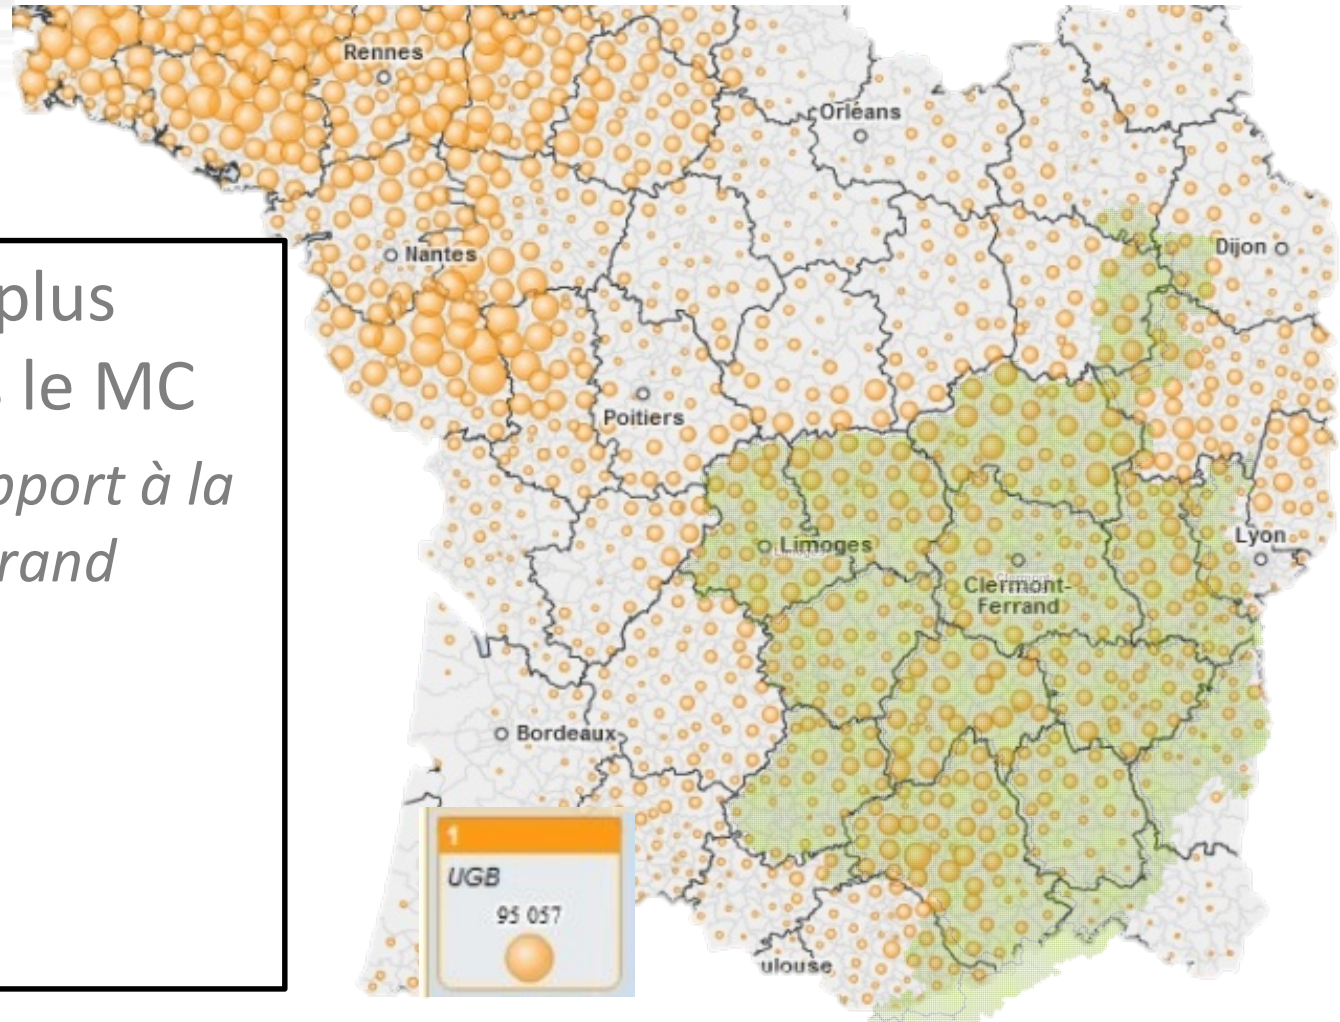 plus
le MC
pport à la
rand
Rennes
Orléans
Nantes
Dijon
Poitiers
Limoges
Clermont-
Ferrand
Lyon
Bordeaux
ulouse
1
UGB
95 057